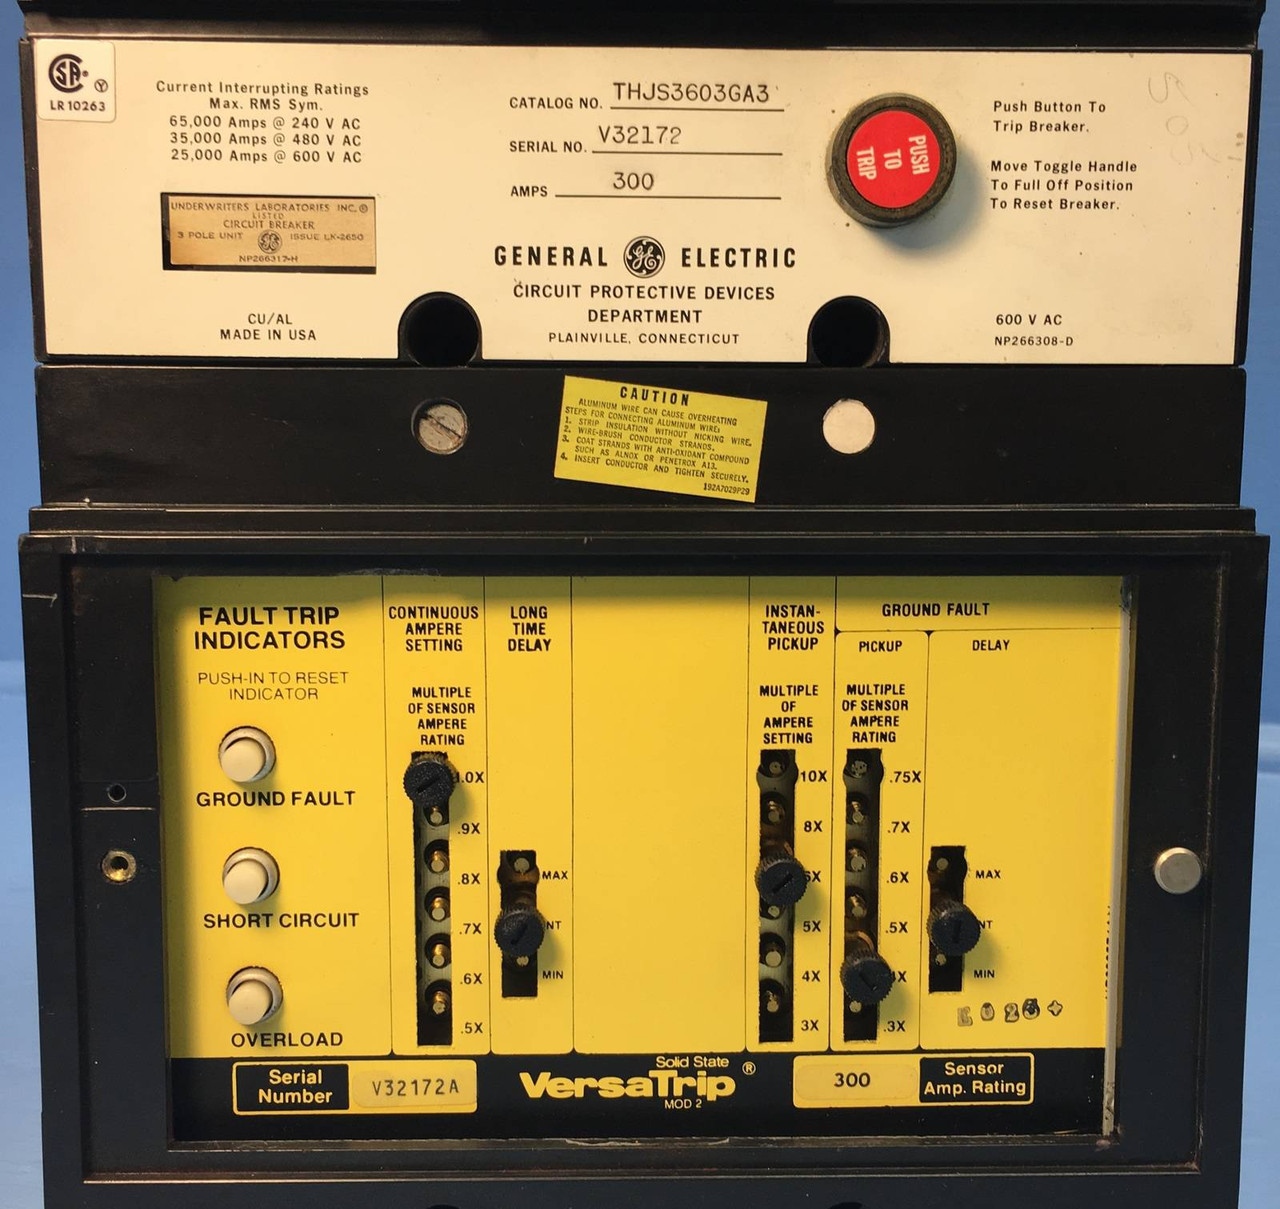 SA®
LR 10263
Current Interrupting Ratings
Max. RMS Sym.
65,000 Amps @ 240 V AC
35,000 Amps @ 480 V AC
25,000 Amps @ 600 V AC
UNDERWRITERS LABORATORIES INC.®
LISTED
CIRCUIT BREAKER
3 POLE UNIT GE ISSUE LK-2650
NP266317-H
CU/AL
MADE IN USA
CATALOG NO. THJS3603GA3
SERIAL NO. V32172
AMPS 300
GENERAL GE ELECTRIC
CIRCUIT PROTECTIVE DEVICES
DEPARTMENT
PLAINVILLE, CONNECTICUT
PUSH
TO
TRIP
Push Button To
Trip Breaker.
Move Toggle Handle
To Full Off Position
To Reset Breaker.
600 V AC
NP266308-D
CAUTION
ALUMINUM WIRE CAN CAUSE OVERHEATING
STEPS FOR CONNECTING ALUMINUM WIRE:
1. STRIP INSULATION WITHOUT NICKING WIRE.
2. WIRE-BRUSH CONDUCTOR STRANDS.
3. COAT STRANDS WITH ANTI-OXIDANT COMPOUND
SUCH AS ALNOX OR PENETROX A13.
4. INSERT CONDUCTOR AND TIGHTEN SECURELY.
192A7029P29
FAULT TRIP
INDICATORS
PUSH-IN TO RESET
INDICATOR
GROUND FAULT
SHORT CIRCUIT
OVERLOAD
CONTINUOUS
AMPERE
SETTING
MULTIPLE
OF SENSOR
AMPERE
RATING
1.0X
.9X
.8X
.7X
.6X
.5X
LONG
TIME
DELAY
MAX
NT
MIN
INSTAN-
TANEOUS
PICKUP
MULTIPLE
OF
AMPERE
SETTING
10X
8X
6X
5X
4X
3X
GROUND FAULT
PICKUP
MULTIPLE
OF SENSOR
AMPERE
RATING
.75X
.7X
.6X
.5X
X
.3X
DELAY
MAX
NT
MIN
Serial
Number
V32172A
Solid State
VersaTrip®
MOD 2
300
Sensor
Amp. Rating